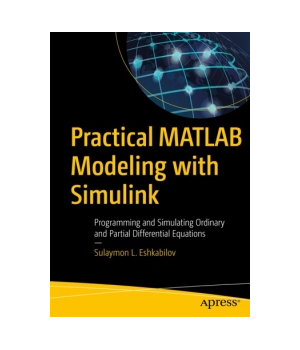 Practical MATLAB
Modeling with
Simulink
Programming and Simulating Ordinary
and Partial Differential Equations
—
Sulaymon L. Eshkabilov
Apress®